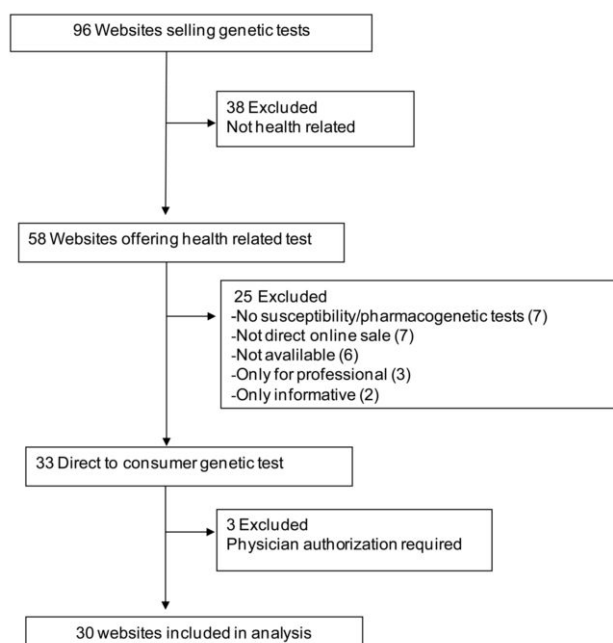 96 Websites selling genetic tests
38 Excluded
Not health related
58 Websites offering health related test
25 Excluded
-No susceptibility/pharmacogenetic tests (7)
-Not direct online sale (7)
-Not avalilable (6)
-Only for professional (3)
-Only informative (2)
33 Direct to consumer genetic test
3 Excluded
Physician authorization required
30 websites included in analysis